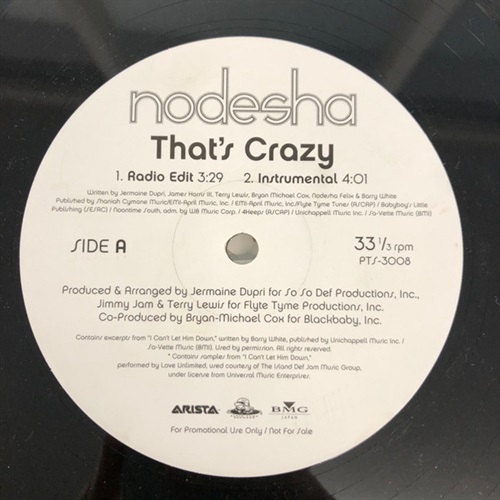 nodesha
That's Crazy
1. Radio Edit 3:29 2. Instrumental 4:01
Written by Jermaine Dupri, James Harris III, Terry Lewis, Bryan Michael Cox, Nodesha Felix & Barry White
Published by Shaniah Cymone Music/EMI-April Music, Inc. / EMI-April Music, Inc/Flyte Tyme Tunes (ASCAP) / Babyboy's Little
Publishing (SESAC) / Noontime South, adm. by WB Music Corp. / 4Heep! (ASCAP) / Unichappell Music Inc. / Sa-Vette Music (BMI)
SIDE A
33 1/3 rpm
PTS-3008
Produced & Arranged by Jermaine Dupri for So So Def Productions, Inc.,
Jimmy Jam & Terry Lewis for Flyte Tyme Productions, Inc.
Co-Produced by Bryan-Michael Cox for Blackbaby, Inc.
Contains excerpts from "I Can't Let Him Down," written by Barry White, published by Unichappell Music Inc. /
Sa-Vette Music (BMI). Used by permission. All rights reserved.
* Contains samples from "I Can't Let Him Down,"
performed by Love Unlimited, used courtesy of The Island Def Jam Music Group,
under license from Universal Music Enterprises.
ARISTA
BMG
JAPAN
For Promotional Use Only / Not For Sale